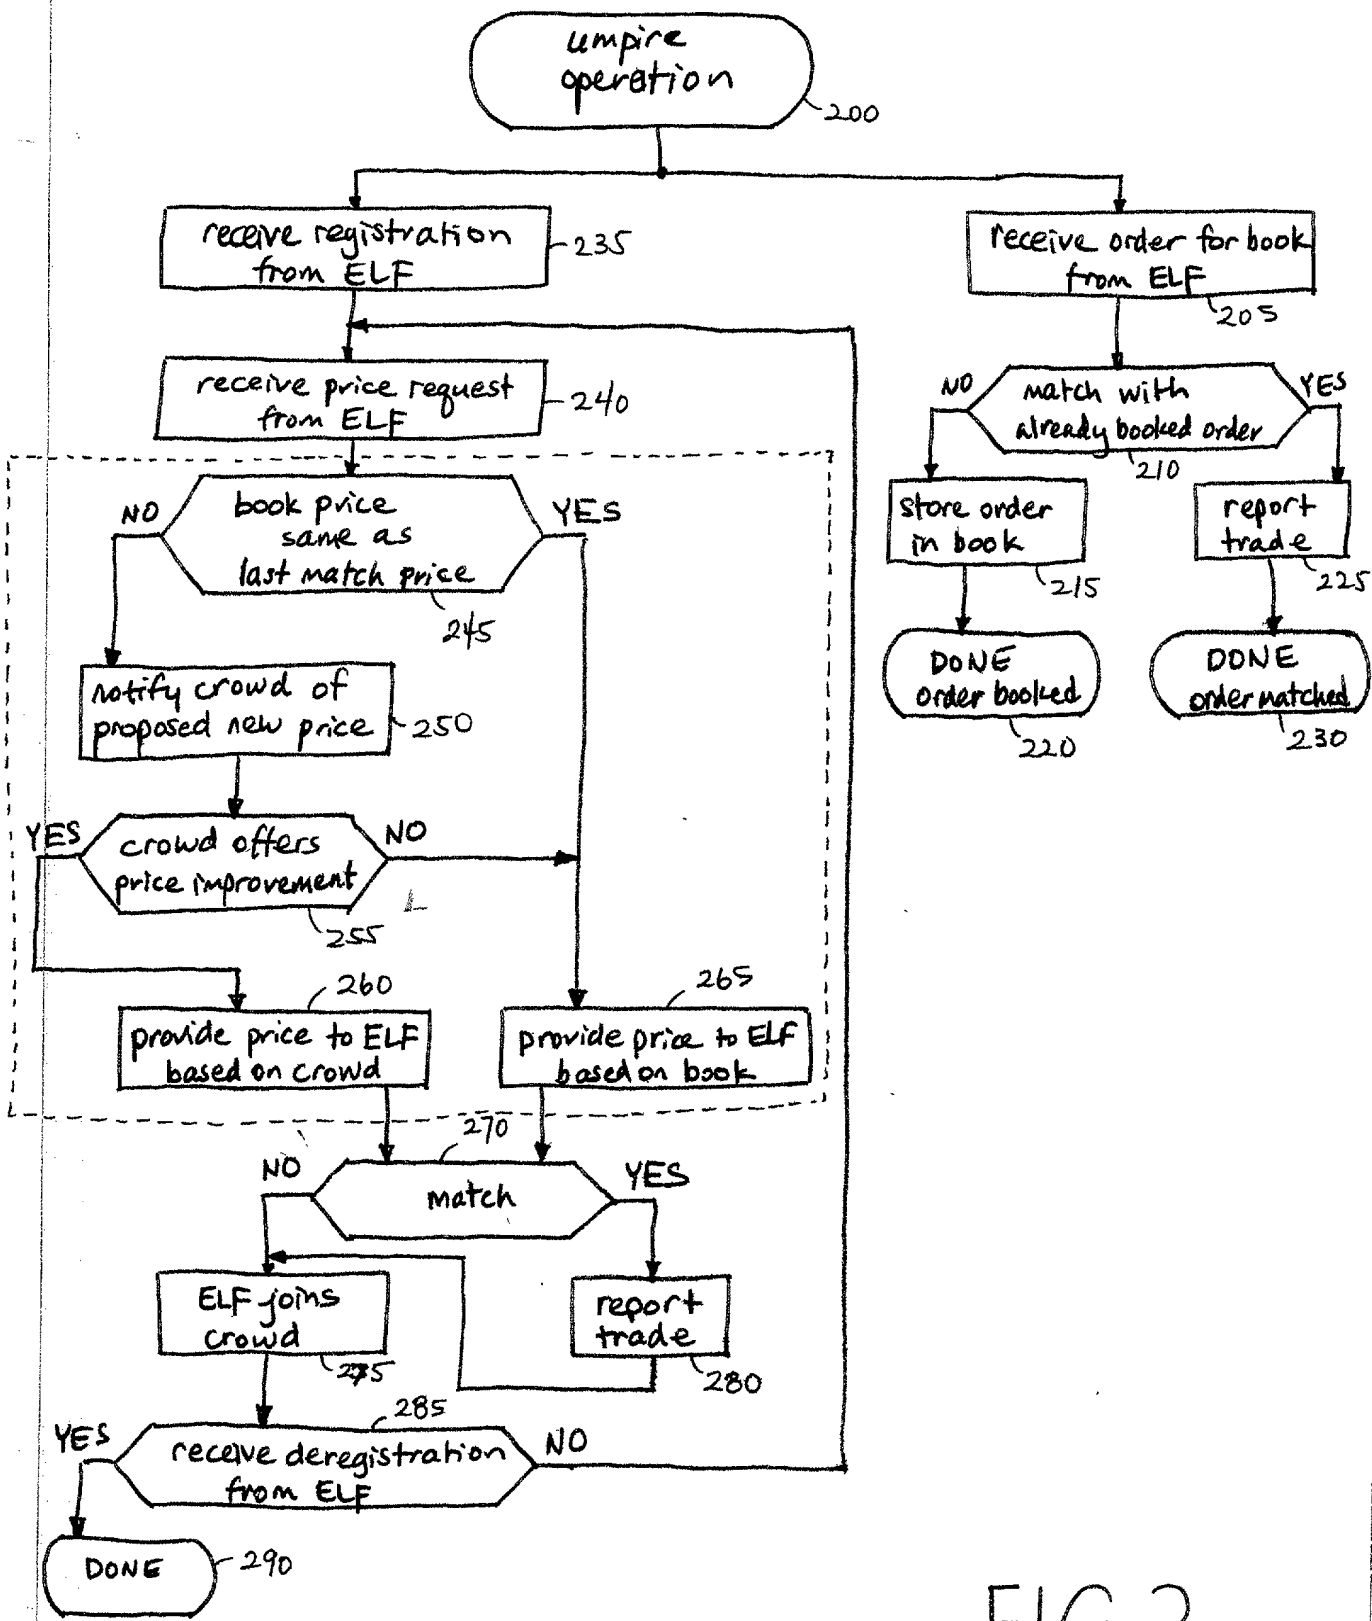 umpire
operation
200
receive registration
from ELF
235
receive order for book
from ELF
205
receive price request
from ELF
240
NO
match with
already booked order
YES
210
store order
in book
215
report
trade
225
DONE
order booked
220
DONE
order matched
230
NO
book price
same as
last match price
YES
245
notify crowd of
proposed new price
250
YES
crowd offers
price improvement
NO
255
260
provide price to ELF
based on crowd
265
provide price to ELF
based on book
270
NO
match
YES
ELF joins
crowd
275
report
trade
280
285
YES
receive deregistration
from ELF
NO
DONE
290